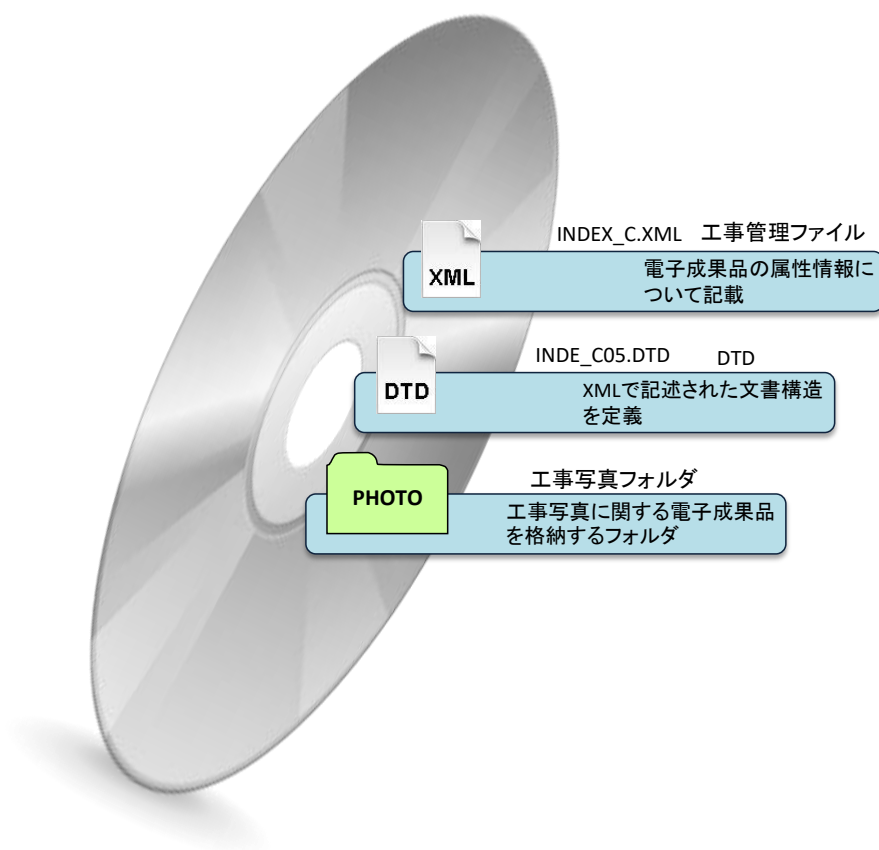 INDEX_C.XML 工事管理ファイル
XML
電子成果品の属性情報に
ついて記載
INDE_C05.DTD DTD
DTD
XMLで記述された文書構造
を定義
工事写真フォルダ
PHOTO
工事写真に関する電子成果品
を格納するフォルダ